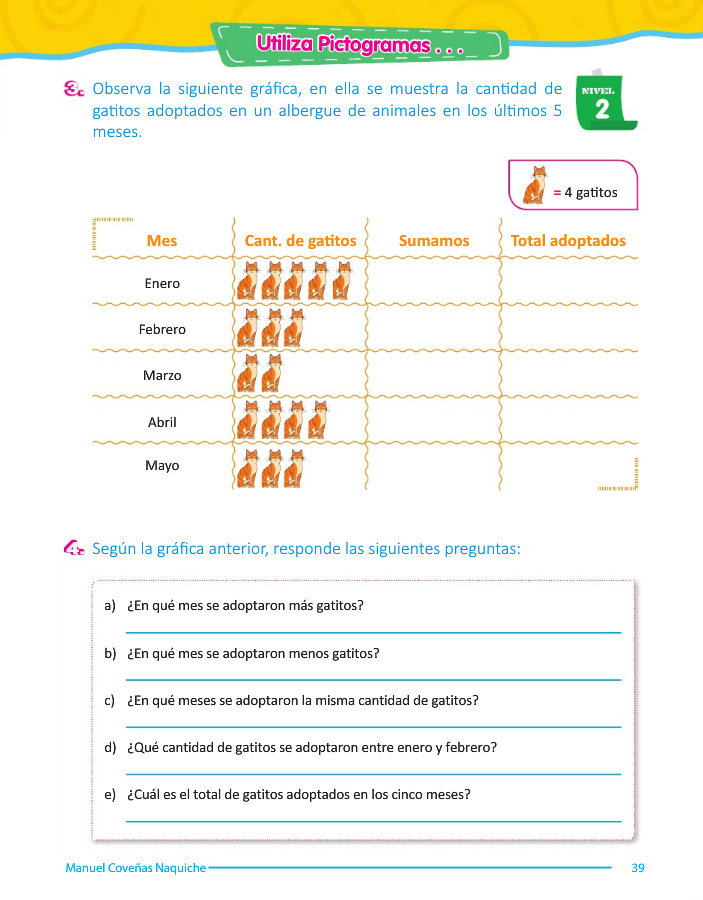 Utiliza Pictogramas . . .
3. Observa la siguiente gráfica, en ella se muestra la cantidad de
gatitos adoptados en un albergue de animales en los últimos 5
meses.
NIVEL
2
= 4 gatitos
Mes Cant. de gatitos Sumamos Total adoptados
Enero
Febrero
Marzo
Abril
Mayo
4. Según la gráfica anterior, responde las siguientes preguntas:
a) ¿En qué mes se adoptaron más gatitos?
b) ¿En qué mes se adoptaron menos gatitos?
c) ¿En qué meses se adoptaron la misma cantidad de gatitos?
d) ¿Qué cantidad de gatitos se adoptaron entre enero y febrero?
e) ¿Cuál es el total de gatitos adoptados en los cinco meses?
Manuel Coveñas Naquiche 39